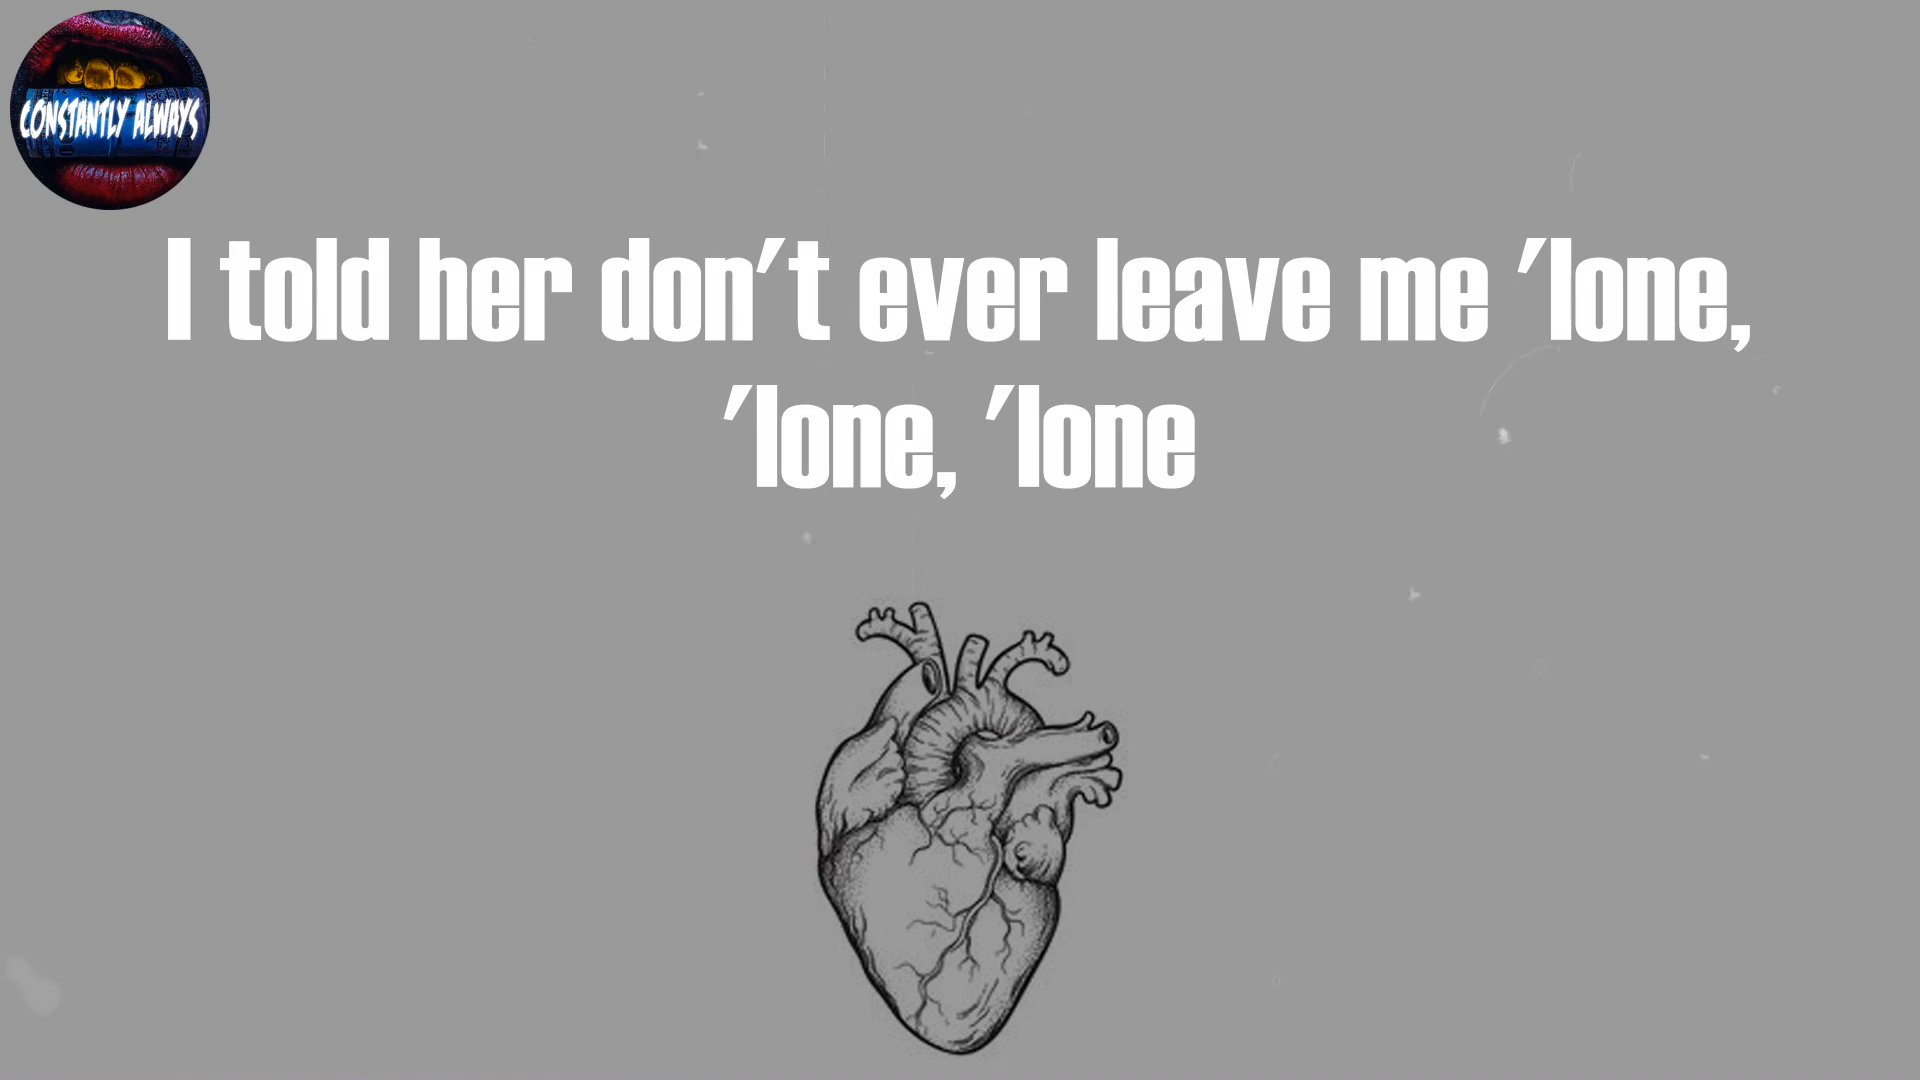 CONSTANTLY ALWAYS
I told her don't ever leave me 'lone,
'lone, 'lone